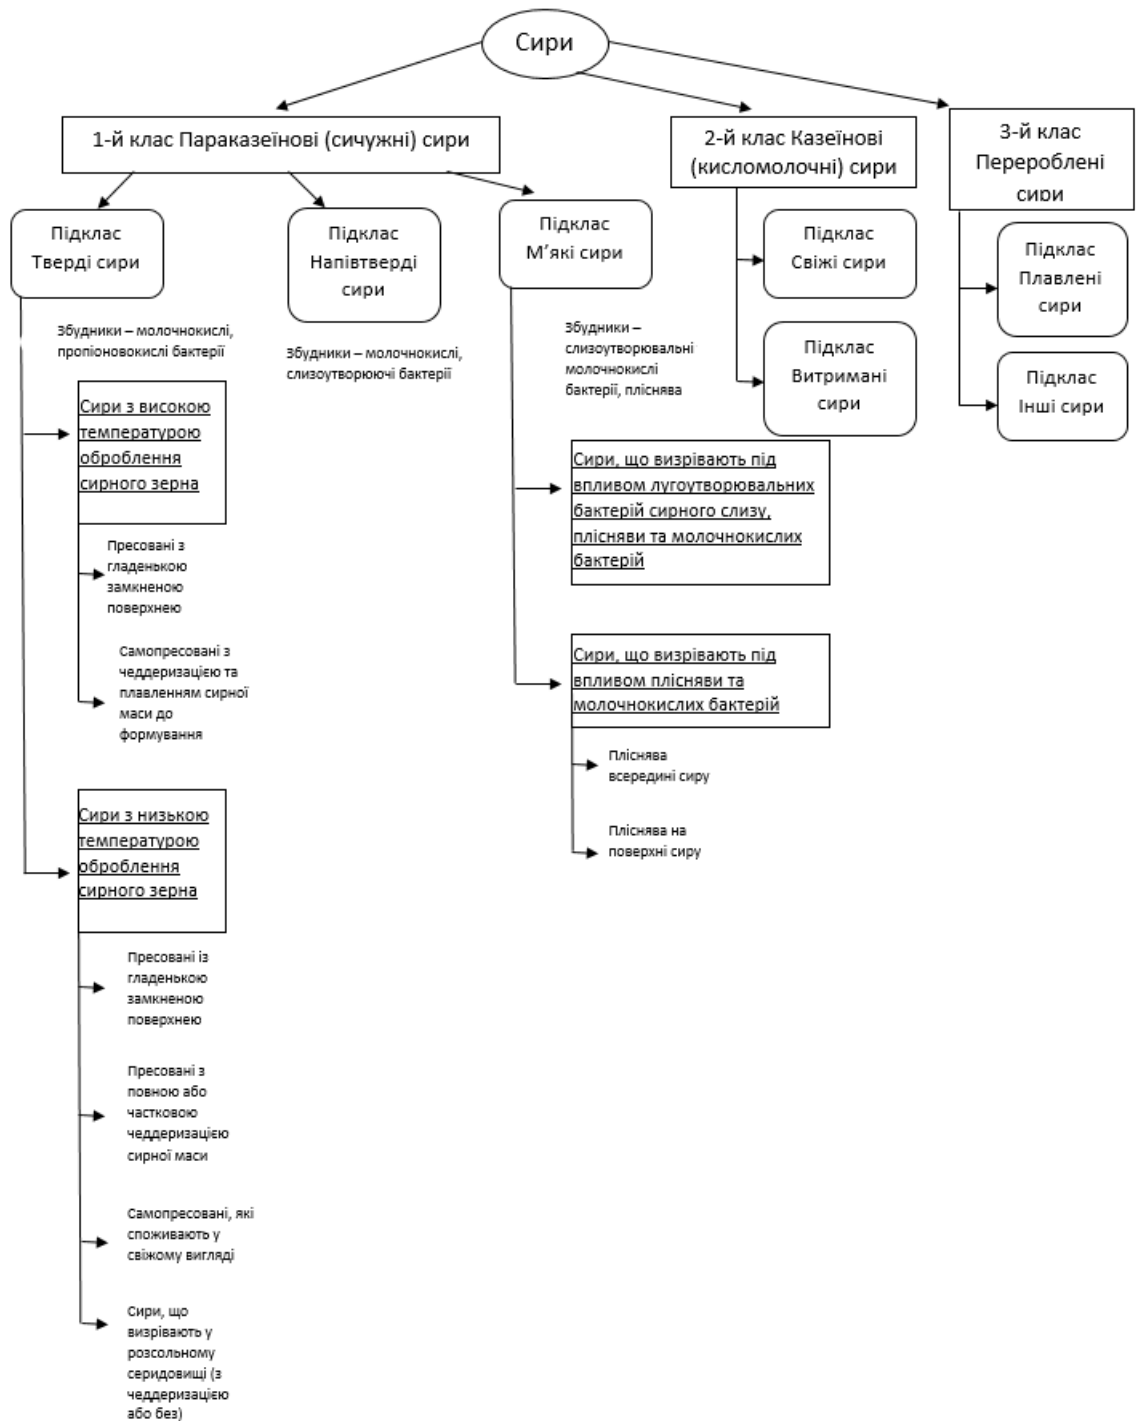 Сири
1-й клас Параказеїнові (сичужні) сири
2-й клас Казеїнові
(кисломолочні) сири
3-й клас
Перероблені
сири
Підклас
Тверді сири
Підклас
Напівтверді
сири
Підклас
М’які сири
Підклас
Свіжі сири
Підклас
Витримані
сири
Підклас
Плавлені
сири
Підклас
Інші сири
Збудники – молочнокислі,
пропіоновокислі бактерії
Збудники – молочнокислі,
слизоутворюючі бактерії
Збудники –
слизоутворювальні
молочнокислі
бактерії, пліснява
Сири з високою
температурою
оброблення
сирного зерна
Пресовані з
гладенькою
замкненою
поверхнею
Самопресовані з
чеддеризацією та
плавленням сирної
маси до
формування
Сири з низькою
температурою
оброблення
сирного зерна
Пресовані із
гладенькою
замкненою
поверхнею
Пресовані з
повною або
частковою
чеддеризацією
сирної маси
Самопресовані, які
споживають у
свіжому вигляді
Сири, що
визрівають у
розсольному
серидовищі (з
чеддеризацією
або без)
Сири, що визрівають під
впливом лугоутворювальних
бактерій сирного слизу,
плісняви та молочнокислих
бактерій
Сири, що визрівають під
впливом плісняви та
молочнокислих бактерій
Пліснява
всередині сиру
Пліснява на
поверхні сиру